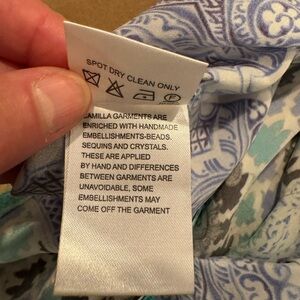 SPOT DRY CLEAN ONLY
CAMILLA GARMENTS ARE
ENRICHED WITH HANDMADE
EMBELLISHMENTS-BEADS.
SEQUINS AND CRYSTALS.
THESE ARE APPLIED
BY HAND AND DIFFERENCES
BETWEEN GARMENTS ARE
UNAVOIDABLE, SOME
EMBELLISHMENTS MAY
COME OFF THE GARMENT